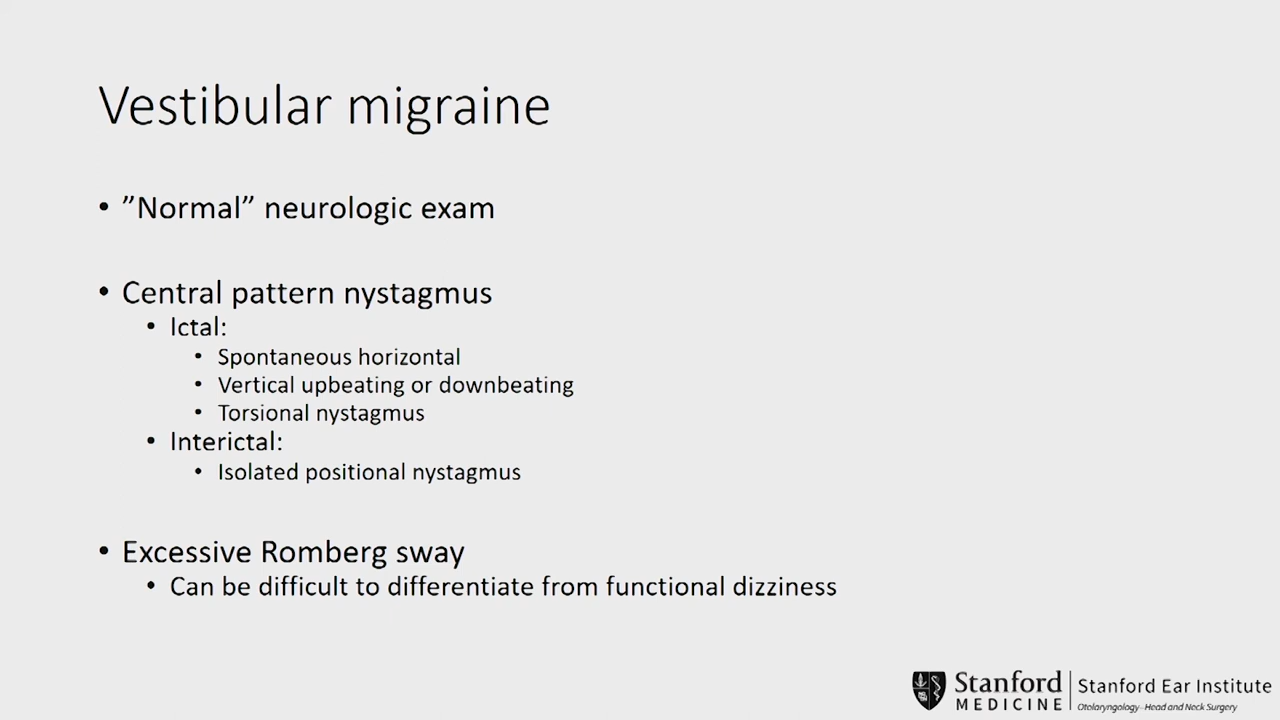 Vestibular migraine
• ”Normal” neurologic exam
• Central pattern nystagmus
• Ictal:
• Spontaneous horizontal
• Vertical upbeating or downbeating
• Torsional nystagmus
• Interictal:
• Isolated positional nystagmus
• Excessive Romberg sway
• Can be difficult to differentiate from functional dizziness
Stanford
MEDICINE
Stanford Ear Institute
Otolaryngology–Head and Neck Surgery